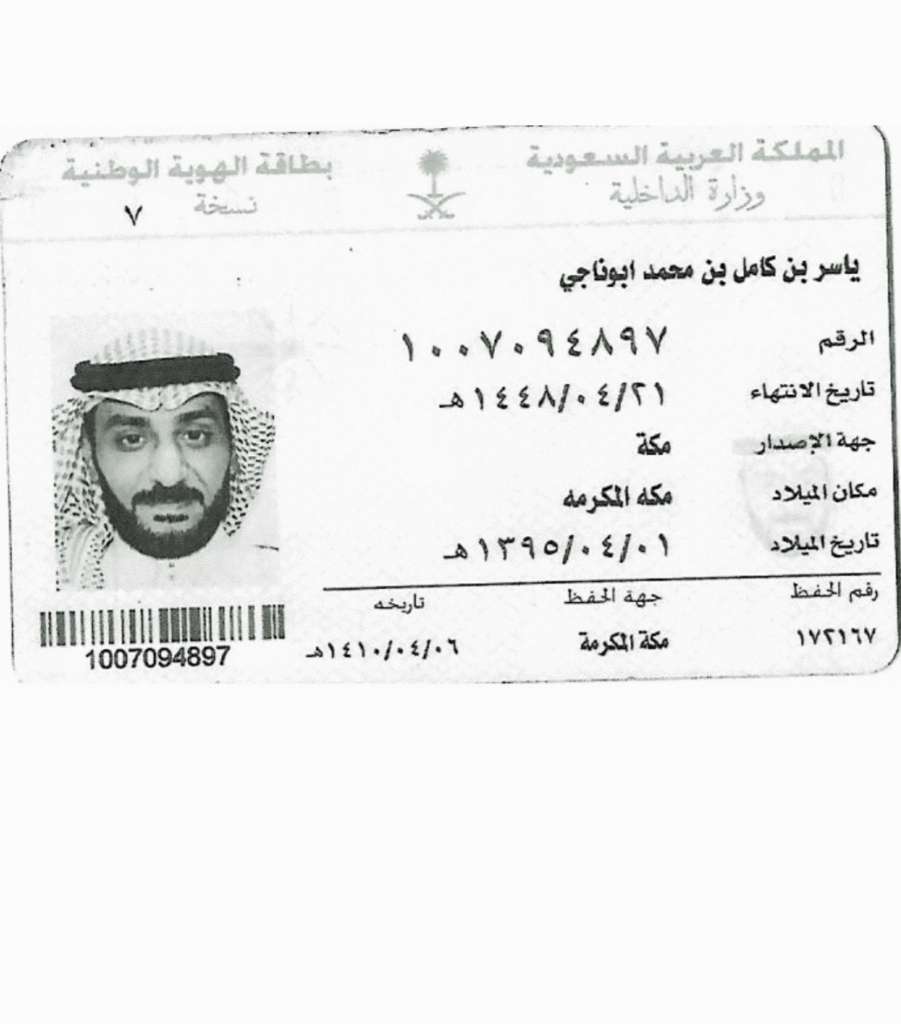 المملكة العربية السعودية
وزارة الداخلية
بطاقة الهوية الوطنية
نسخة ٧
ياسر بن كامل بن محمد ابوناجي
الرقم ١٠٠٧٠٩٤٨٩٧
تاريخ الانتهاء ١٤٤٨/٠٤/٢١هـ
جهة الإصدار مكة
مكان الميلاد مكه المكرمه
تاريخ الميلاد ١٣٩٥/٠٤/٠١هـ
رقم الحفظ جهة الحفظ تاريخه
١٧٢١٦٧ مكة المكرمة ١٤١٠/٠٤/٠٦هـ
1007094897